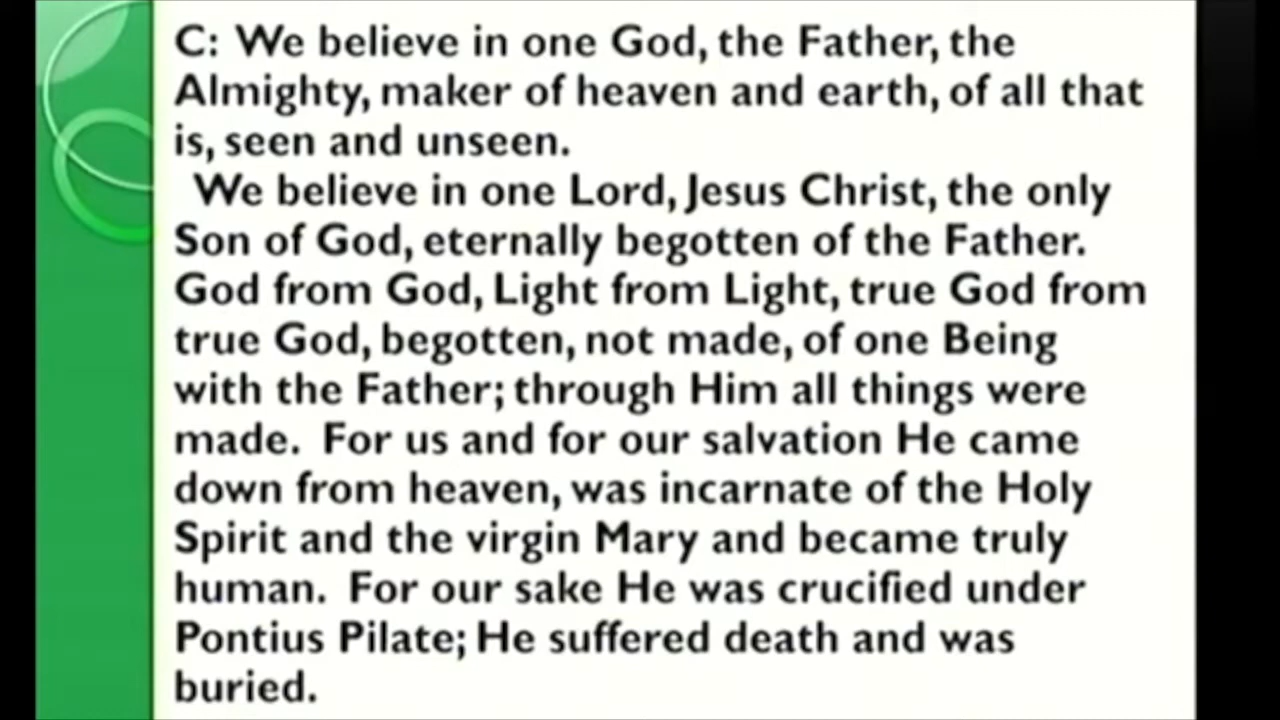 C: We believe in one God, the Father, the
Almighty, maker of heaven and earth, of all that
is, seen and unseen.
We believe in one Lord, Jesus Christ, the only
Son of God, eternally begotten of the Father.
God from God, Light from Light, true God from
true God, begotten, not made, of one Being
with the Father; through Him all things were
made. For us and for our salvation He came
down from heaven, was incarnate of the Holy
Spirit and the virgin Mary and became truly
human. For our sake He was crucified under
Pontius Pilate; He suffered death and was
buried.